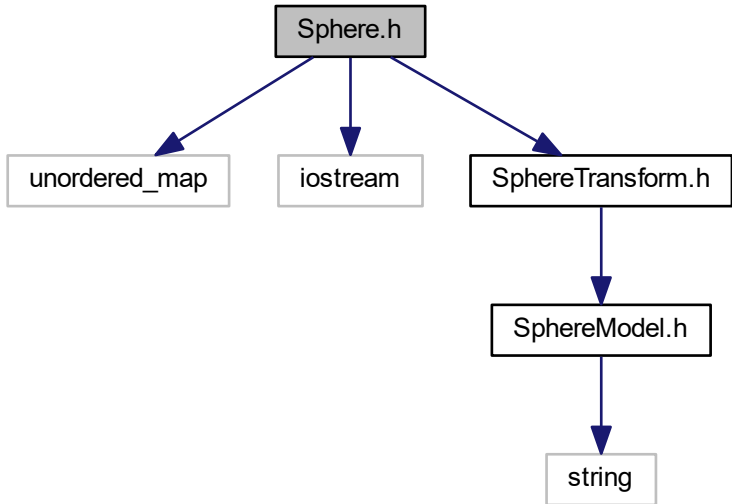 Sphere.h
unordered_map
iostream
SphereTransform.h
SphereModel.h
string